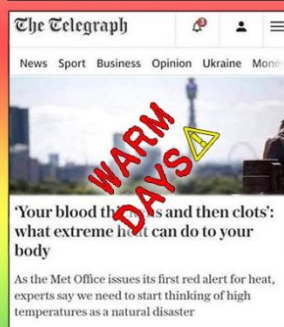 The Telegraph
News Sport Business Opinion Ukraine
WARM
DAYS
'Your blood and then clots':
what extreme can do to your
body
As the Met Office issues its first red alert for heat,
experts say we need to start thinking of high
temperatures as a natural disaster